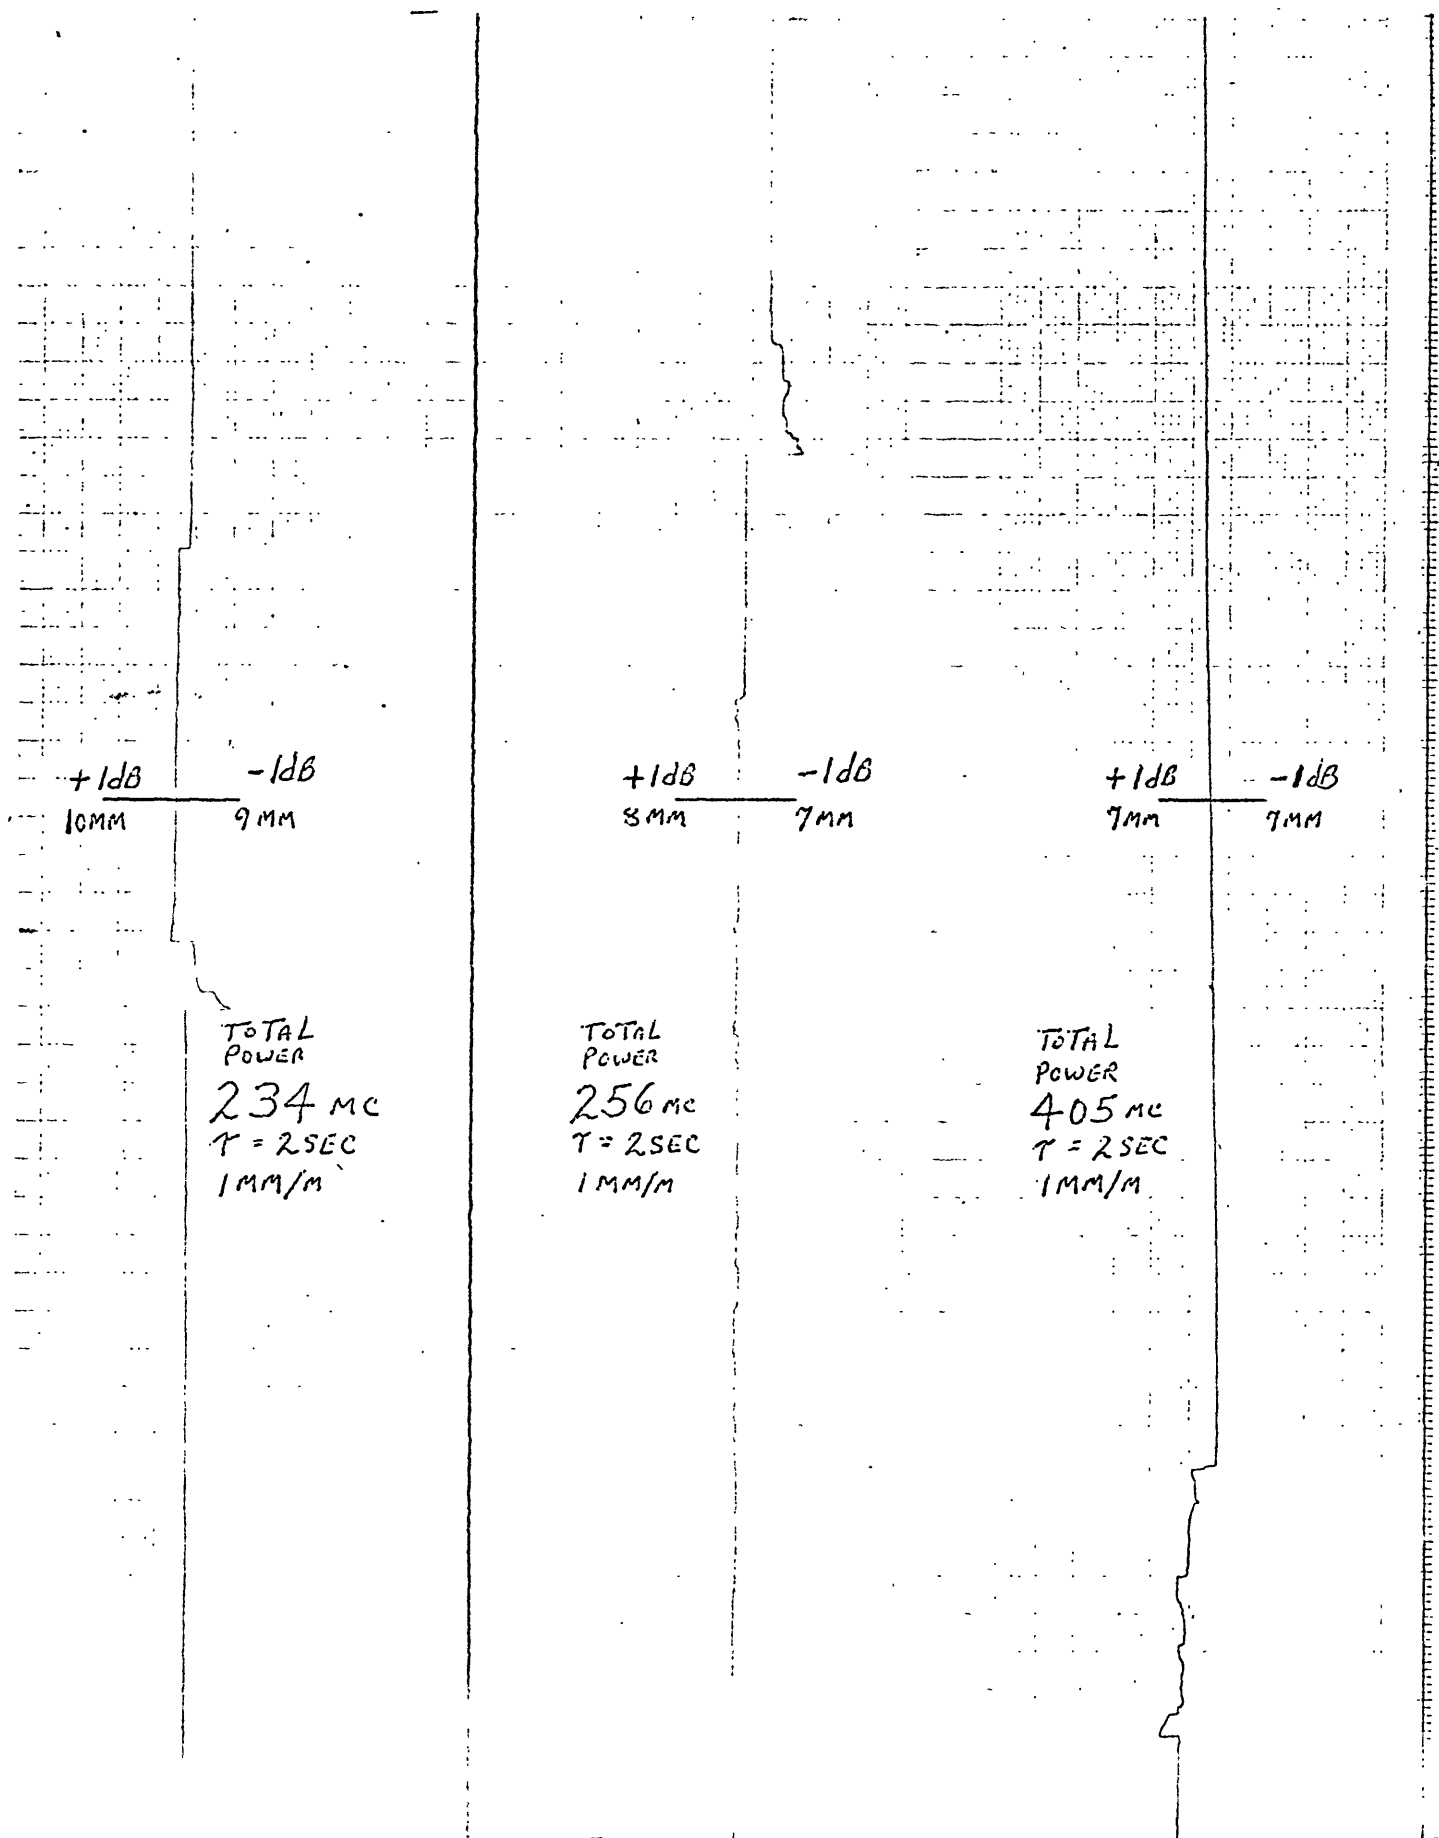 +1dB -1dB
10MM 9MM
+1dB -1dB
8MM 7MM
+1dB -1dB
7MM 7MM
TOTAL
POWER
234 MC
τ = 2SEC
1MM/M
TOTAL
POWER
256 MC
τ = 2SEC
1MM/M
TOTAL
POWER
405 MC
τ = 2SEC
1MM/M